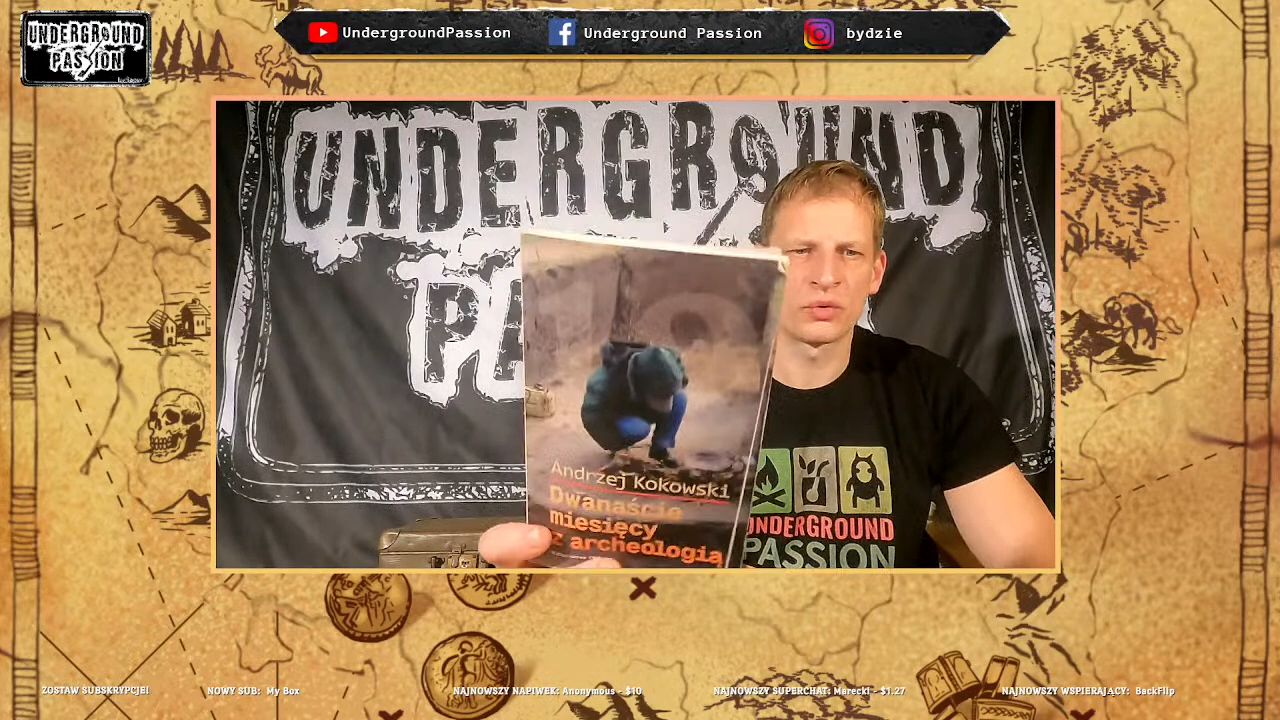 UNDERGROUND
PASSION
UndergroundPassion
Underground Passion
bydzie
UNDERGROUND
PA
Andrzej Kokowski
Dwanaście
miesięcy
z archeologią
UNDERGROUND
PASSION
ZOSTAW SUBSKRYPCJE!
NOWY SUB: My Box
NAJNOWSZY NAPIWEK: Anonymous - $10
NAJNOWSZY SUPERCHAT: Marecki - $1.27
NAJNOWSZY WSPIERAJĄCY: BackFlip